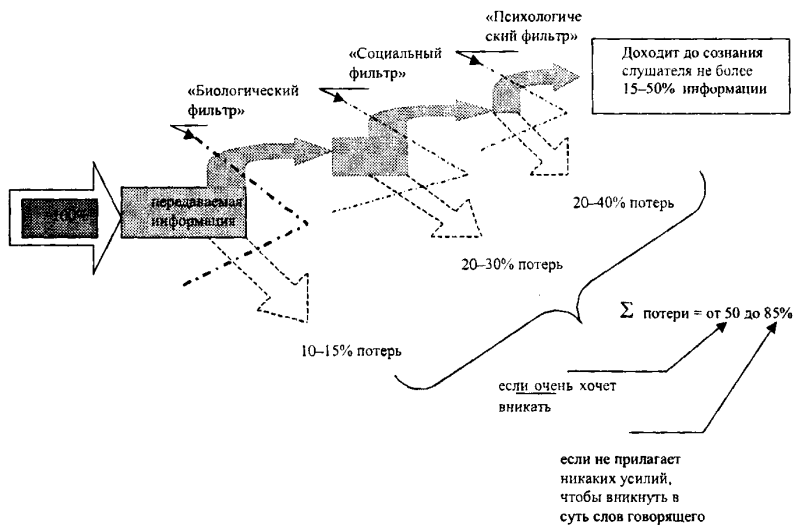 «Психологиче
ский фильтр»
«Социальный
фильтр»
«Биологический
фильтр»
Доходит до сознания
слушателя не более
15–50% информации
100%
передаваемая
информация
20–40% потерь
20–30% потерь
10–15% потерь
Σ потери = от 50 до 85%
если очень хочет
вникать
если не прилагает
никаких усилий,
чтобы вникнуть в
суть слов говорящего